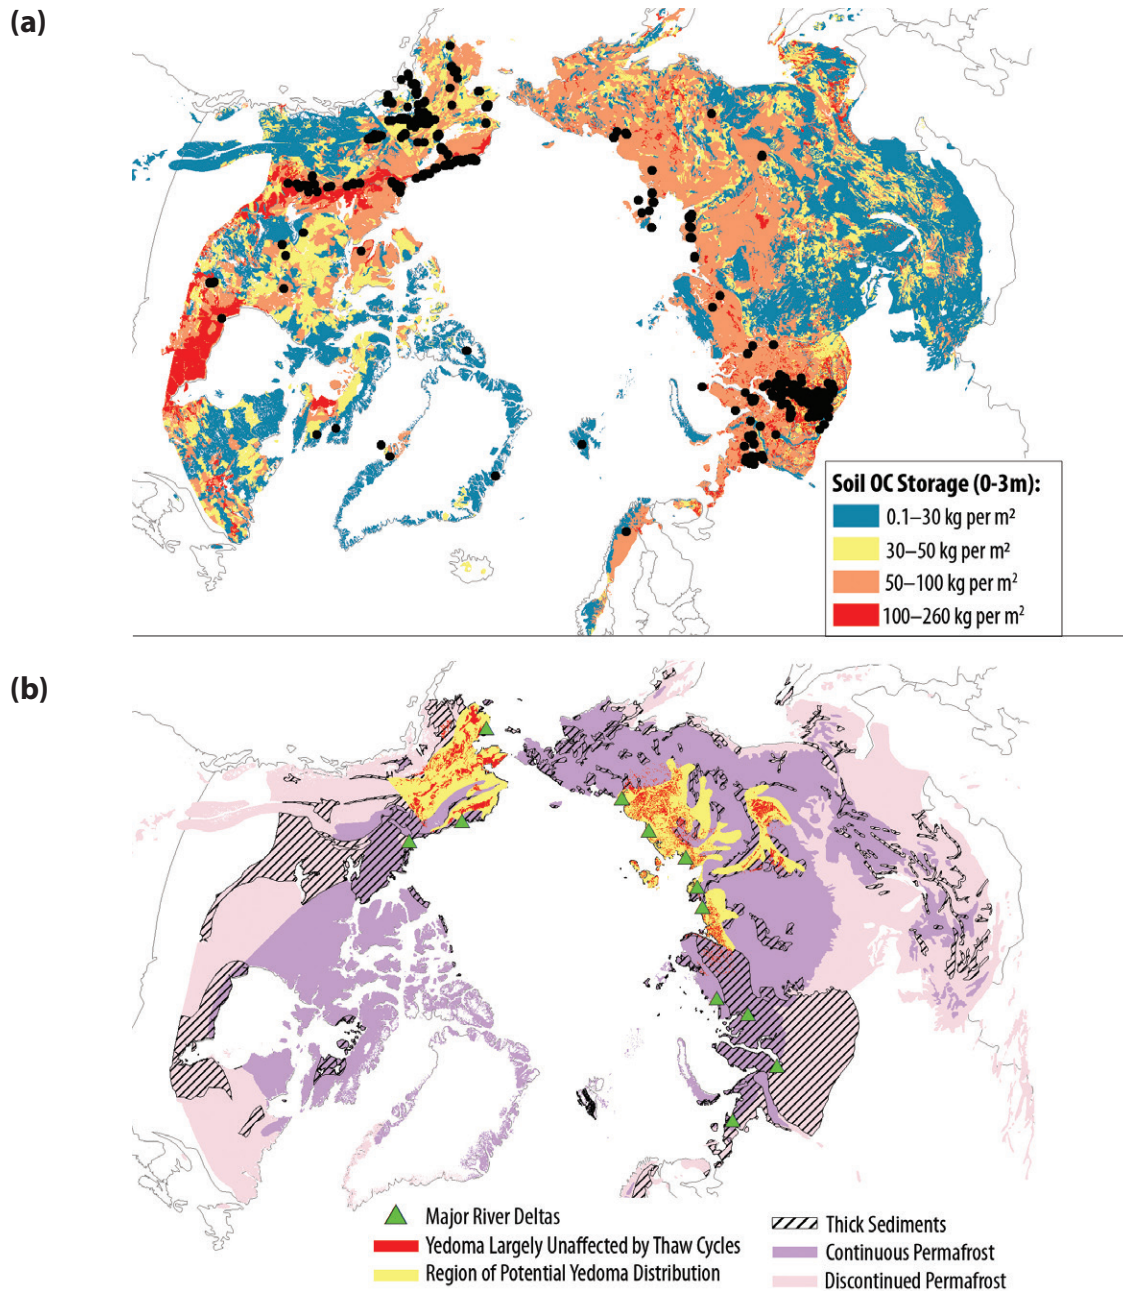 (a)
Soil OC Storage (0-3m):
0.1–30 kg per m²
30–50 kg per m²
50–100 kg per m²
100–260 kg per m²
(b)
Major River Deltas
Yedoma Largely Unaffected by Thaw Cycles
Region of Potential Yedoma Distribution
Thick Sediments
Continuous Permafrost
Discontinued Permafrost